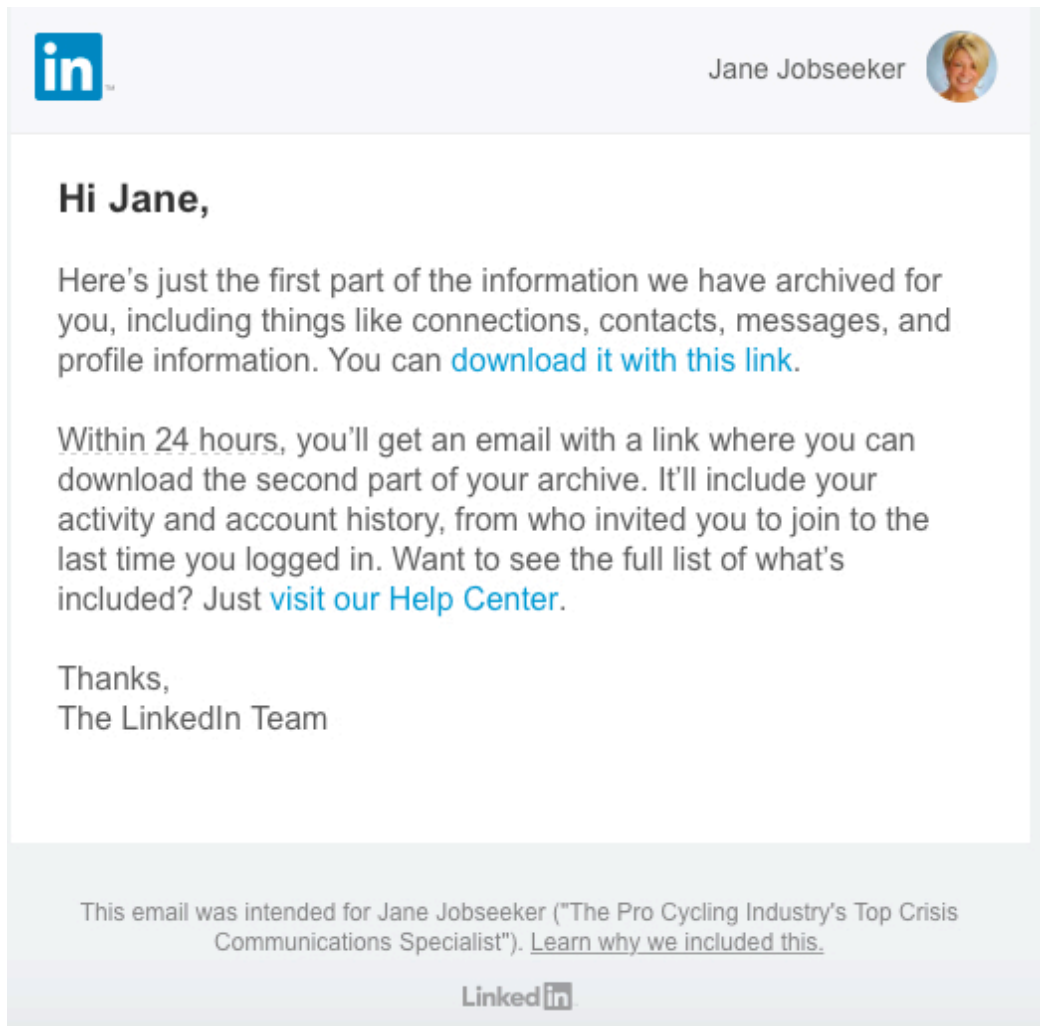 in™
Jane Jobseeker
Hi Jane,
Here’s just the first part of the information we have archived for
you, including things like connections, contacts, messages, and
profile information. You can download it with this link.
Within 24 hours, you’ll get an email with a link where you can
download the second part of your archive. It’ll include your
activity and account history, from who invited you to join to the
last time you logged in. Want to see the full list of what’s
included? Just visit our Help Center.
Thanks,
The LinkedIn Team
This email was intended for Jane Jobseeker ("The Pro Cycling Industry's Top Crisis
Communications Specialist"). Learn why we included this.
Linkedin